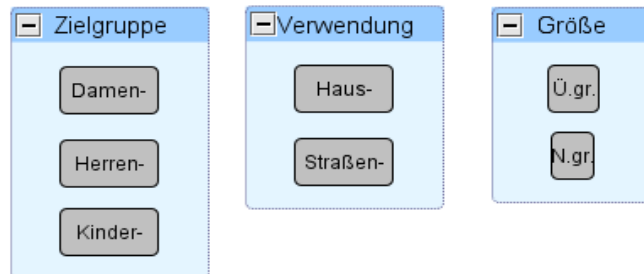 Zielgruppe
Damen-
Herren-
Kinder-
Verwendung
Haus-
Straßen-
Größe
Ü.gr.
N.gr.